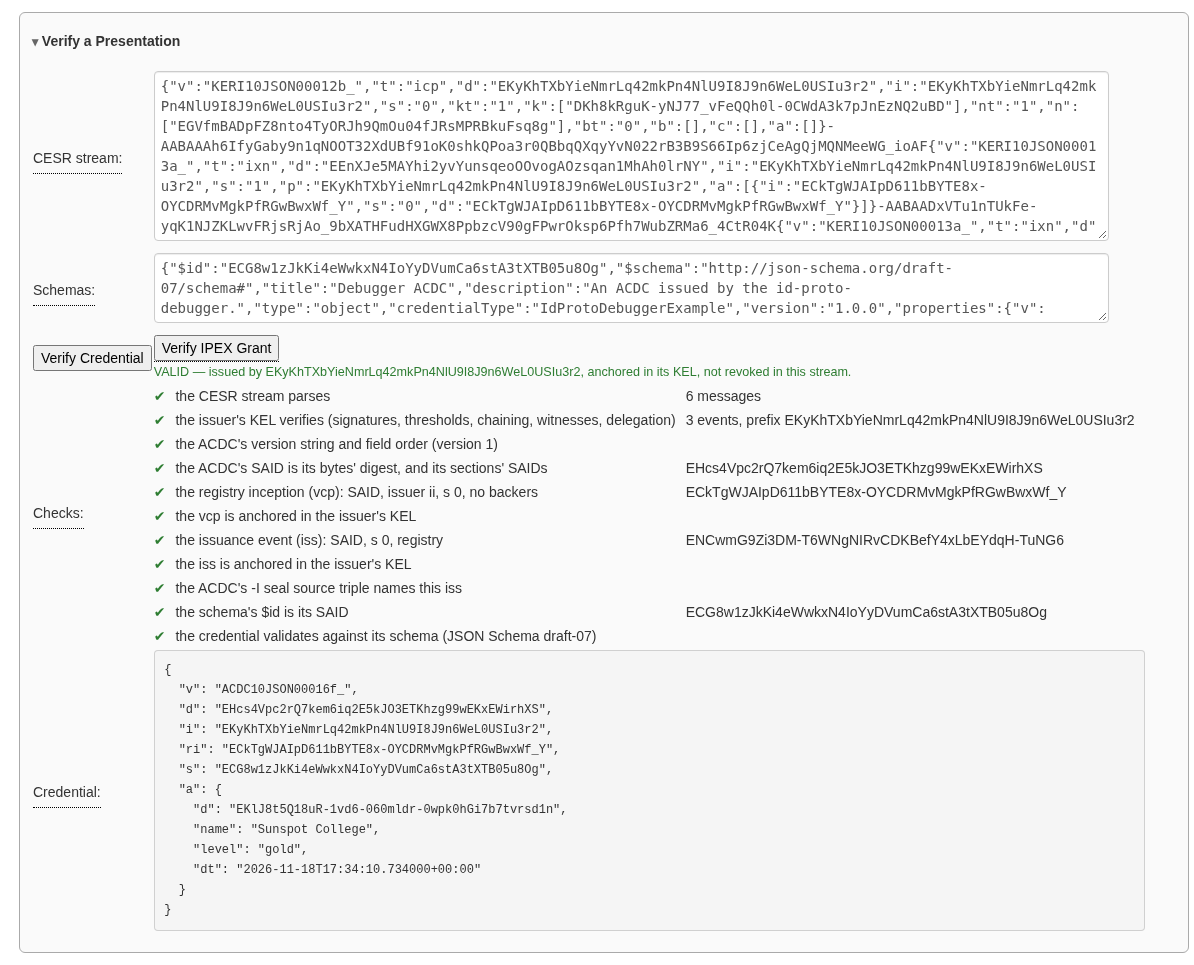 ▾ Verify a Presentation
CESR stream:
{"v":"KERI10JSON00012b_","t":"icp","d":"EKyKhTXbYieNmrLq42mkPn4NlU9I8J9n6WeL0USIu3r2","i":"EKyKhTXbYieNmrLq42mk
Pn4NlU9I8J9n6WeL0USIu3r2","s":"0","kt":"1","k":["DKh8kRguK-yNJ77_vFeQQh0l-0CWdA3k7pJnEzNQ2uBD"],"nt":"1","n":
["EGVfmBADpFZ8nto4TyORJh9QmOu04fJRsMPRBkuFsq8g"],"bt":"0","b":[],"c":[],"a":[]}-
AABAAAh6IfyGaby9n1qNOOT32XdUBf91oK0shkQPoa3r0QBbqQXqyYvN022rB3B9S66Ip6zjCeAgQjMQNMeeWG_ioAF{"v":"KERI10JSON0001
3a_","t":"ixn","d":"EEnXJe5MAYhi2yvYunsqeoOOvogAOzsqan1MhAh0lrNY","i":"EKyKhTXbYieNmrLq42mkPn4NlU9I8J9n6WeL0USI
u3r2","s":"1","p":"EKyKhTXbYieNmrLq42mkPn4NlU9I8J9n6WeL0USIu3r2","a":[{"i":"ECkTgWJAIpD611bBYTE8x-
OYCDRMvMgkPfRGwBwxWf_Y","s":"0","d":"ECkTgWJAIpD611bBYTE8x-OYCDRMvMgkPfRGwBwxWf_Y"}]}-AABAADxVTu1nTUkFe-
yqK1NJZKLwvFRjsRjAo_9bXATHFudHXGWX8PpbzcV90gFPwrOksp6Pfh7WubZRMa6_4CtR04K{"v":"KERI10JSON00013a_","t":"ixn","d"
Schemas:
{"$id":"ECG8w1zJkKi4eWwkxN4IoYyDVumCa6stA3tXTB05u8Og","$schema":"http://json-schema.org/draft-
07/schema#","title":"Debugger ACDC","description":"An ACDC issued by the id-proto-
debugger.","type":"object","credentialType":"IdProtoDebuggerExample","version":"1.0.0","properties":{"v":
Verify Credential
Verify IPEX Grant
VALID — issued by EKyKhTXbYieNmrLq42mkPn4NlU9I8J9n6WeL0USIu3r2, anchored in its KEL, not revoked in this stream.
Checks:
✔ the CESR stream parses 6 messages
✔ the issuer's KEL verifies (signatures, thresholds, chaining, witnesses, delegation) 3 events, prefix EKyKhTXbYieNmrLq42mkPn4NlU9I8J9n6WeL0USIu3r2
✔ the ACDC's version string and field order (version 1)
✔ the ACDC's SAID is its bytes' digest, and its sections' SAIDs EHcs4Vpc2rQ7kem6iq2E5kJO3ETKhzg99wEKxEWirhXS
✔ the registry inception (vcp): SAID, issuer ii, s 0, no backers ECkTgWJAIpD611bBYTE8x-OYCDRMvMgkPfRGwBwxWf_Y
✔ the vcp is anchored in the issuer's KEL
✔ the issuance event (iss): SAID, s 0, registry ENCwmG9Zi3DM-T6WNgNIRvCDKBefY4xLbEYdqH-TuNG6
✔ the iss is anchored in the issuer's KEL
✔ the ACDC's -I seal source triple names this iss
✔ the schema's $id is its SAID ECG8w1zJkKi4eWwkxN4IoYyDVumCa6stA3tXTB05u8Og
✔ the credential validates against its schema (JSON Schema draft-07)
Credential:
{
"v": "ACDC10JSON00016f_",
"d": "EHcs4Vpc2rQ7kem6iq2E5kJO3ETKhzg99wEKxEWirhXS",
"i": "EKyKhTXbYieNmrLq42mkPn4NlU9I8J9n6WeL0USIu3r2",
"ri": "ECkTgWJAIpD611bBYTE8x-OYCDRMvMgkPfRGwBwxWf_Y",
"s": "ECG8w1zJkKi4eWwkxN4IoYyDVumCa6stA3tXTB05u8Og",
"a": {
"d": "EKlJ8t5Q18uR-1vd6-060mldr-0wpk0hGi7b7tvrsd1n",
"name": "Sunspot College",
"level": "gold",
"dt": "2026-11-18T17:34:10.734000+00:00"
}
}